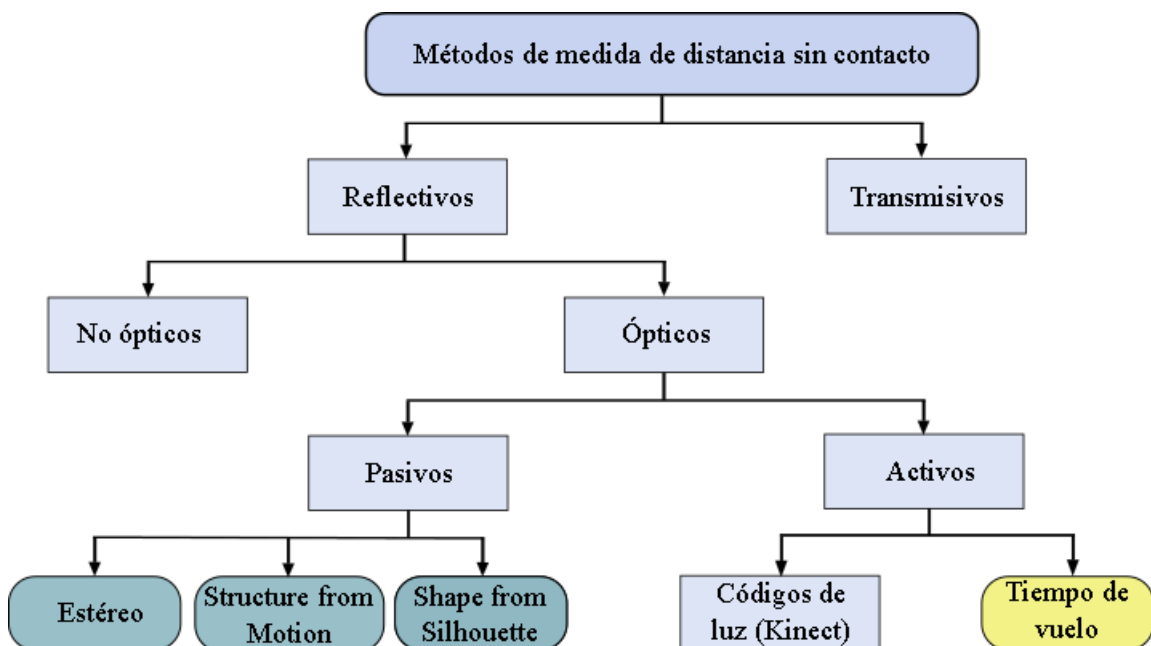 Métodos de medida de distancia sin contacto
Reflectivos
Transmisivos
No ópticos
Ópticos
Pasivos
Activos
Estéreo
Structure from
Motion
Shape from
Silhouette
Códigos de
luz (Kinect)
Tiempo de
vuelo